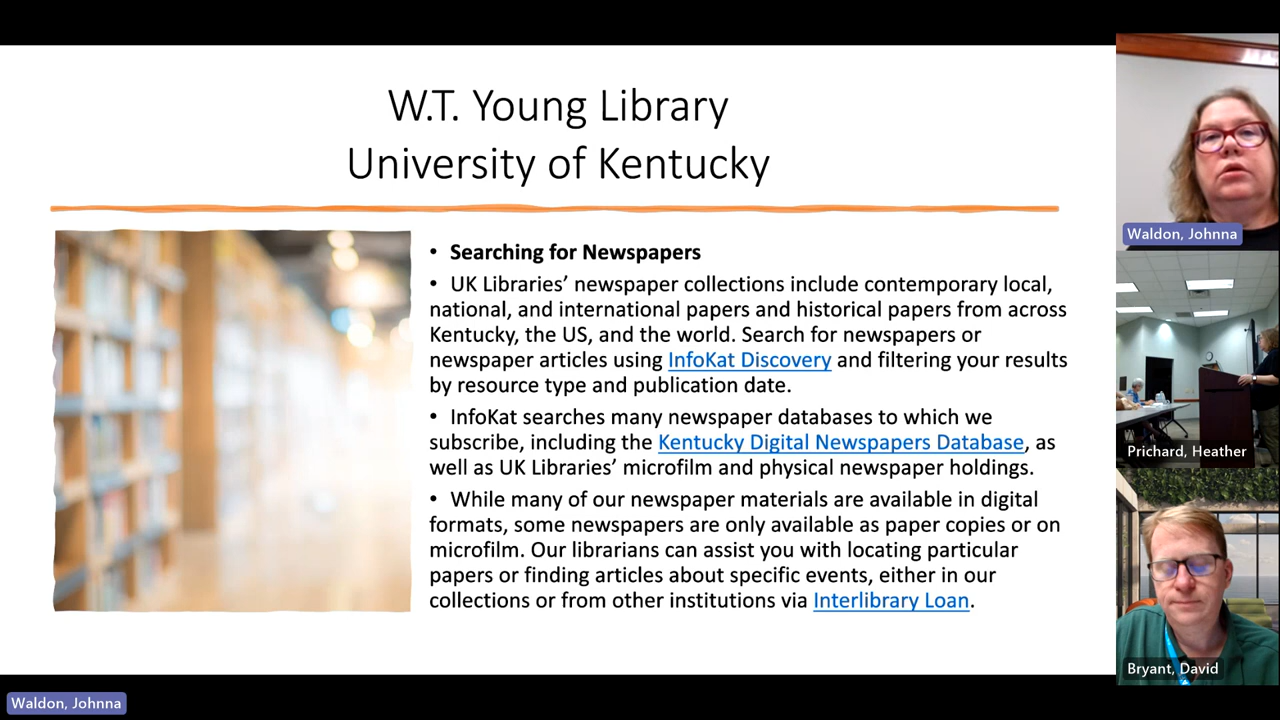 W.T. Young Library
University of Kentucky
• Searching for Newspapers
• UK Libraries’ newspaper collections include contemporary local,
national, and international papers and historical papers from across
Kentucky, the US, and the world. Search for newspapers or
newspaper articles using InfoKat Discovery and filtering your results
by resource type and publication date.
• InfoKat searches many newspaper databases to which we
subscribe, including the Kentucky Digital Newspapers Database, as
well as UK Libraries’ microfilm and physical newspaper holdings.
• While many of our newspaper materials are available in digital
formats, some newspapers are only available as paper copies or on
microfilm. Our librarians can assist you with locating particular
papers or finding articles about specific events, either in our
collections or from other institutions via Interlibrary Loan.
Waldon, Johnna
Prichard, Heather
Bryant, David
Waldon, Johnna